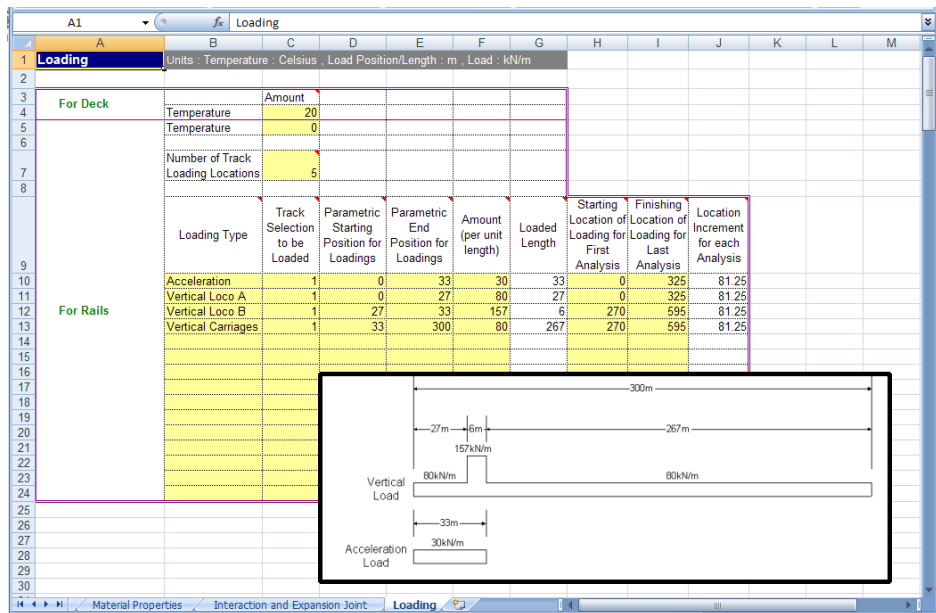 A1 fx Loading
A B C D E F G H I J K L M
1 Loading Units : Temperature : Celsius , Load Position/Length : m , Load : kN/m
2
3 For Deck Amount
4 Temperature 20
5 Temperature 0
6
7 Number of Track Loading Locations 5
8
9 Loading Type Track Selection to be Loaded Parametric Starting Position for Loadings Parametric End Position for Loadings Amount (per unit length) Loaded Length Starting Location of Loading for First Analysis Finishing Location of Loading for Last Analysis Location Increment for each Analysis
10 Acceleration 1 0 33 30 33 0 325 81.25
11 Vertical Loco A 1 0 27 80 27 0 325 81.25
12 For Rails Vertical Loco B 1 27 33 157 6 270 595 81.25
13 Vertical Carriages 1 33 300 80 267 270 595 81.25
14
15
16
17
18
19
20
21
22
23
24
25
26
27
28
29
30
300m
27m 6m 267m
157kN/m
80kN/m 80kN/m
Vertical
Load
33m
30kN/m
Acceleration
Load
Material Properties Interaction and Expansion Joint Loading